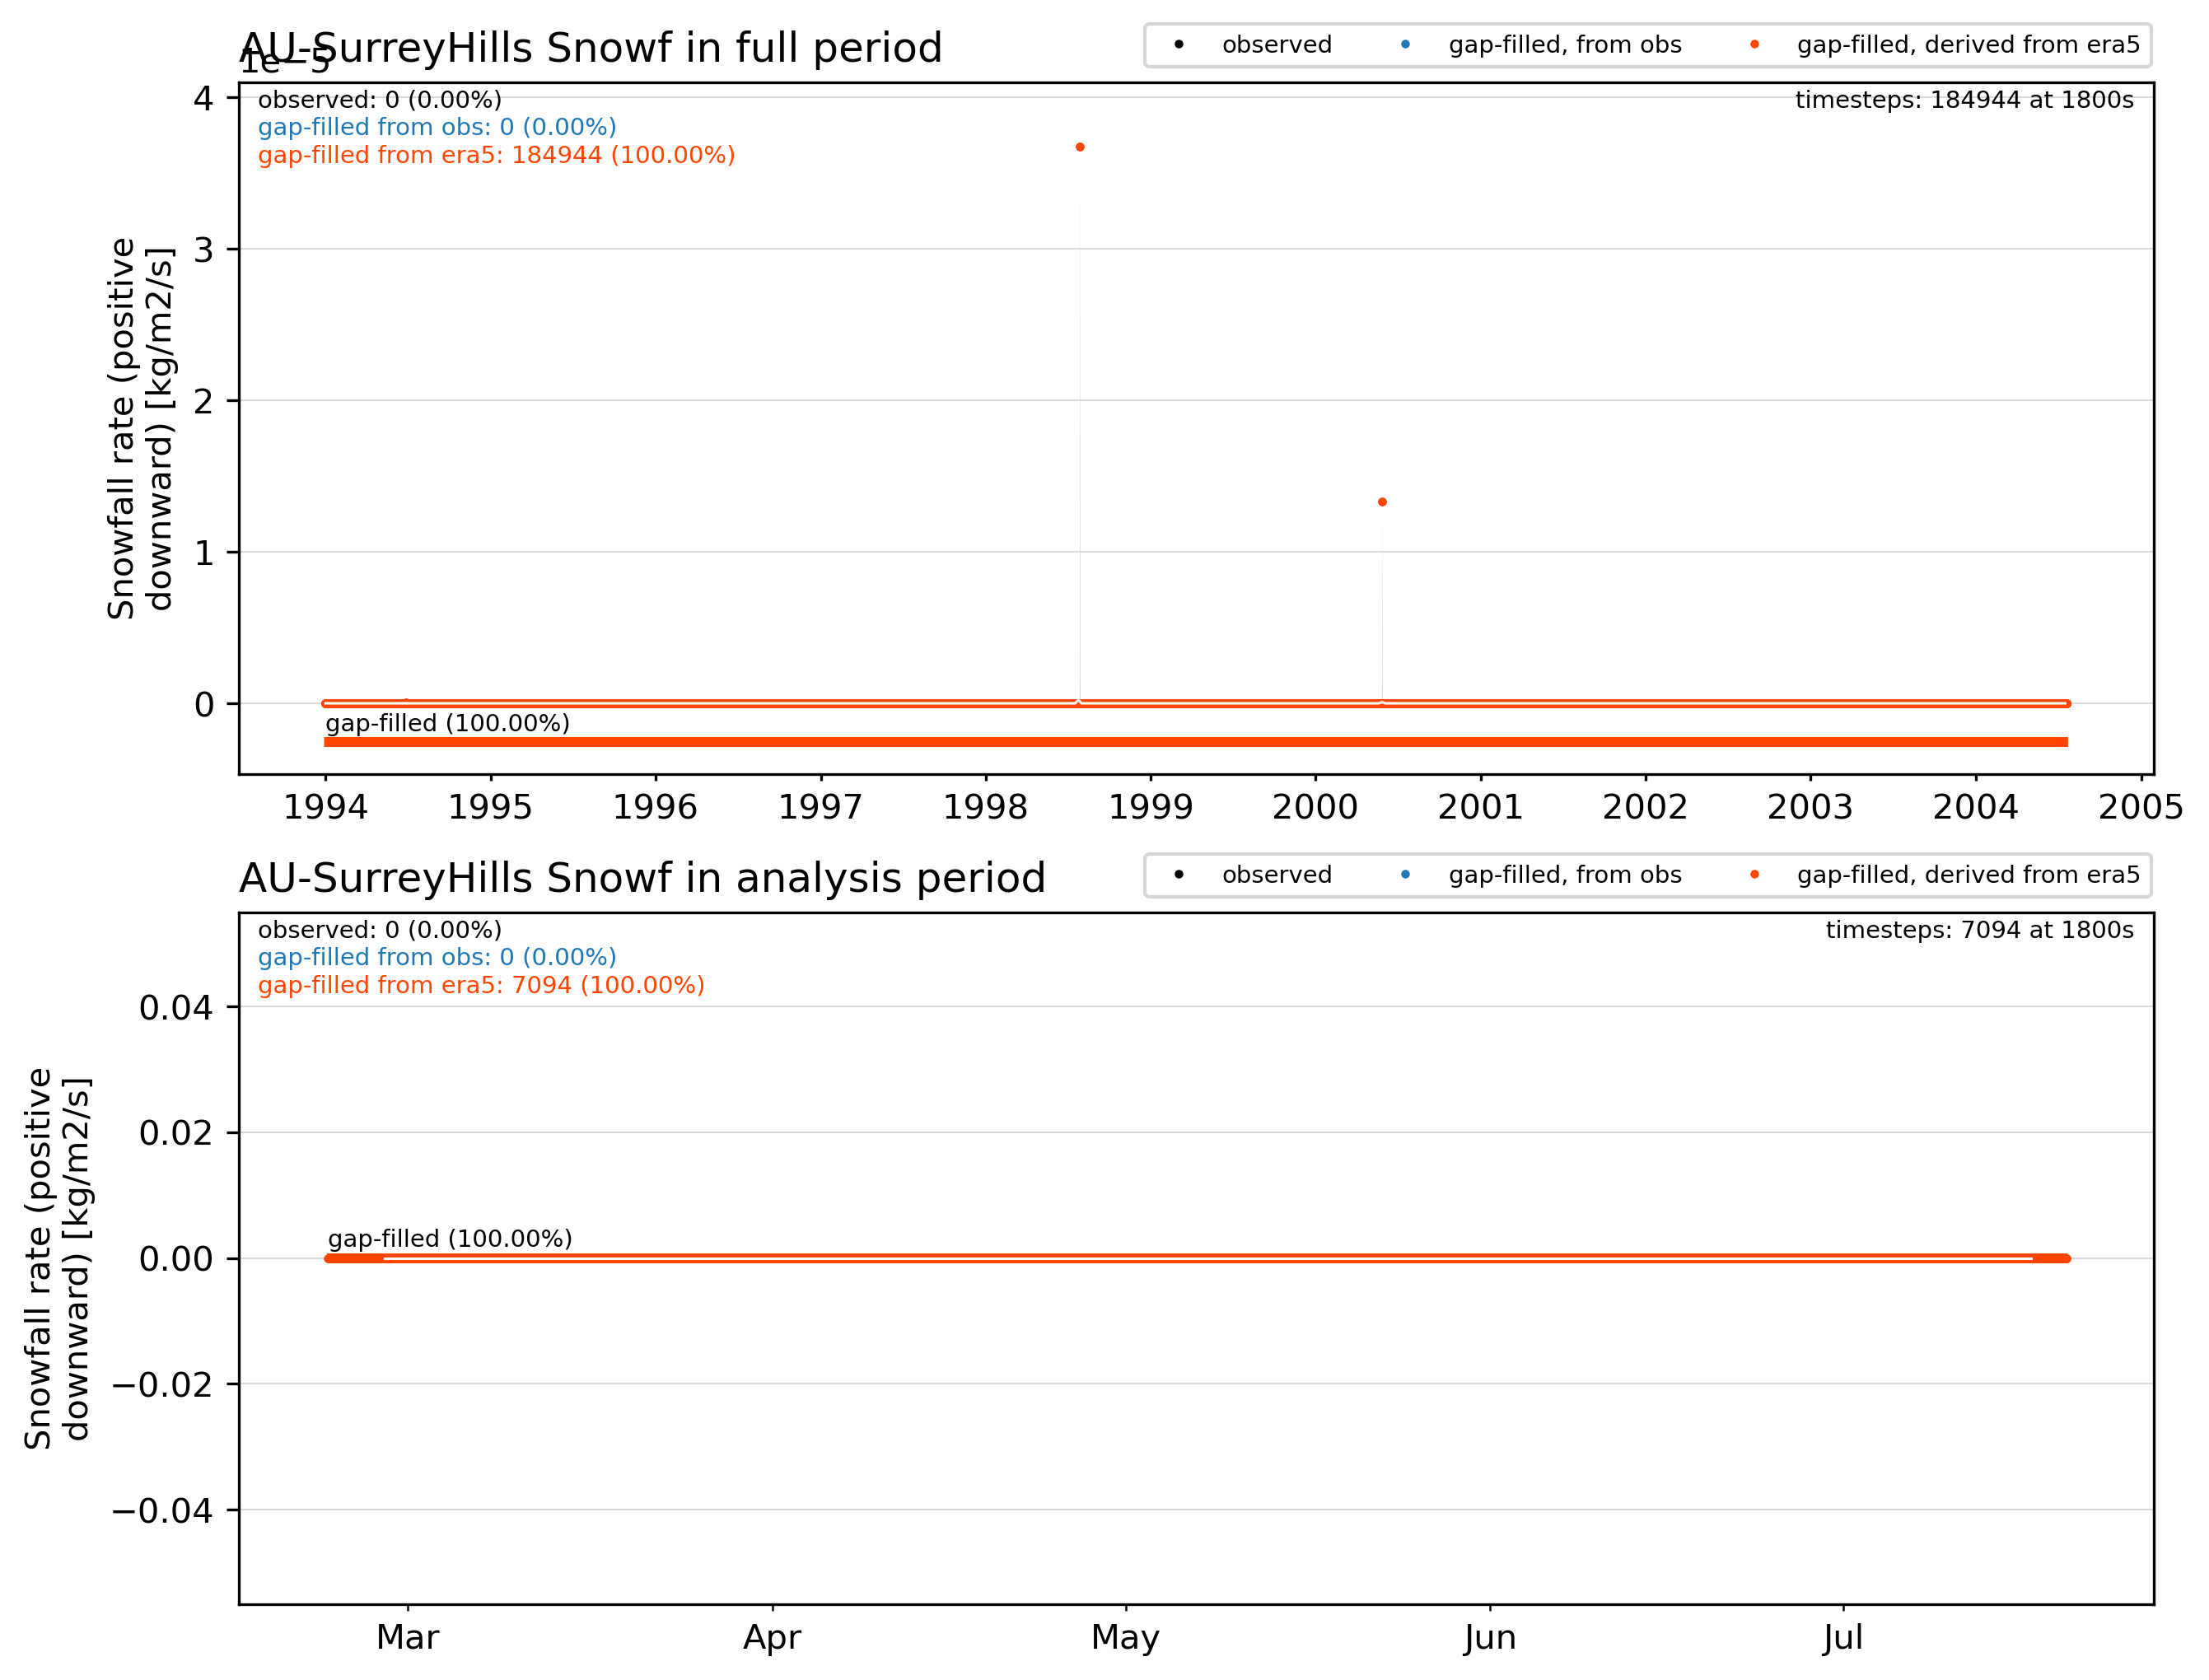 AU-SurreyHills Snowf in full period
observed
gap-filled, from obs
gap-filled, derived from era5
1e−5
observed: 0 (0.00%)
gap-filled from obs: 0 (0.00%)
gap-filled from era5: 184944 (100.00%)
timesteps: 184944 at 1800s
Snowfall rate (positive
downward) [kg/m2/s]
4
3
2
1
0
gap-filled (100.00%)
1994 1995 1996 1997 1998 1999 2000 2001 2002 2003 2004 2005
AU-SurreyHills Snowf in analysis period
observed
gap-filled, from obs
gap-filled, derived from era5
observed: 0 (0.00%)
gap-filled from obs: 0 (0.00%)
gap-filled from era5: 7094 (100.00%)
timesteps: 7094 at 1800s
Snowfall rate (positive
downward) [kg/m2/s]
0.04
0.02
0.00
−0.02
−0.04
gap-filled (100.00%)
Mar Apr May Jun Jul